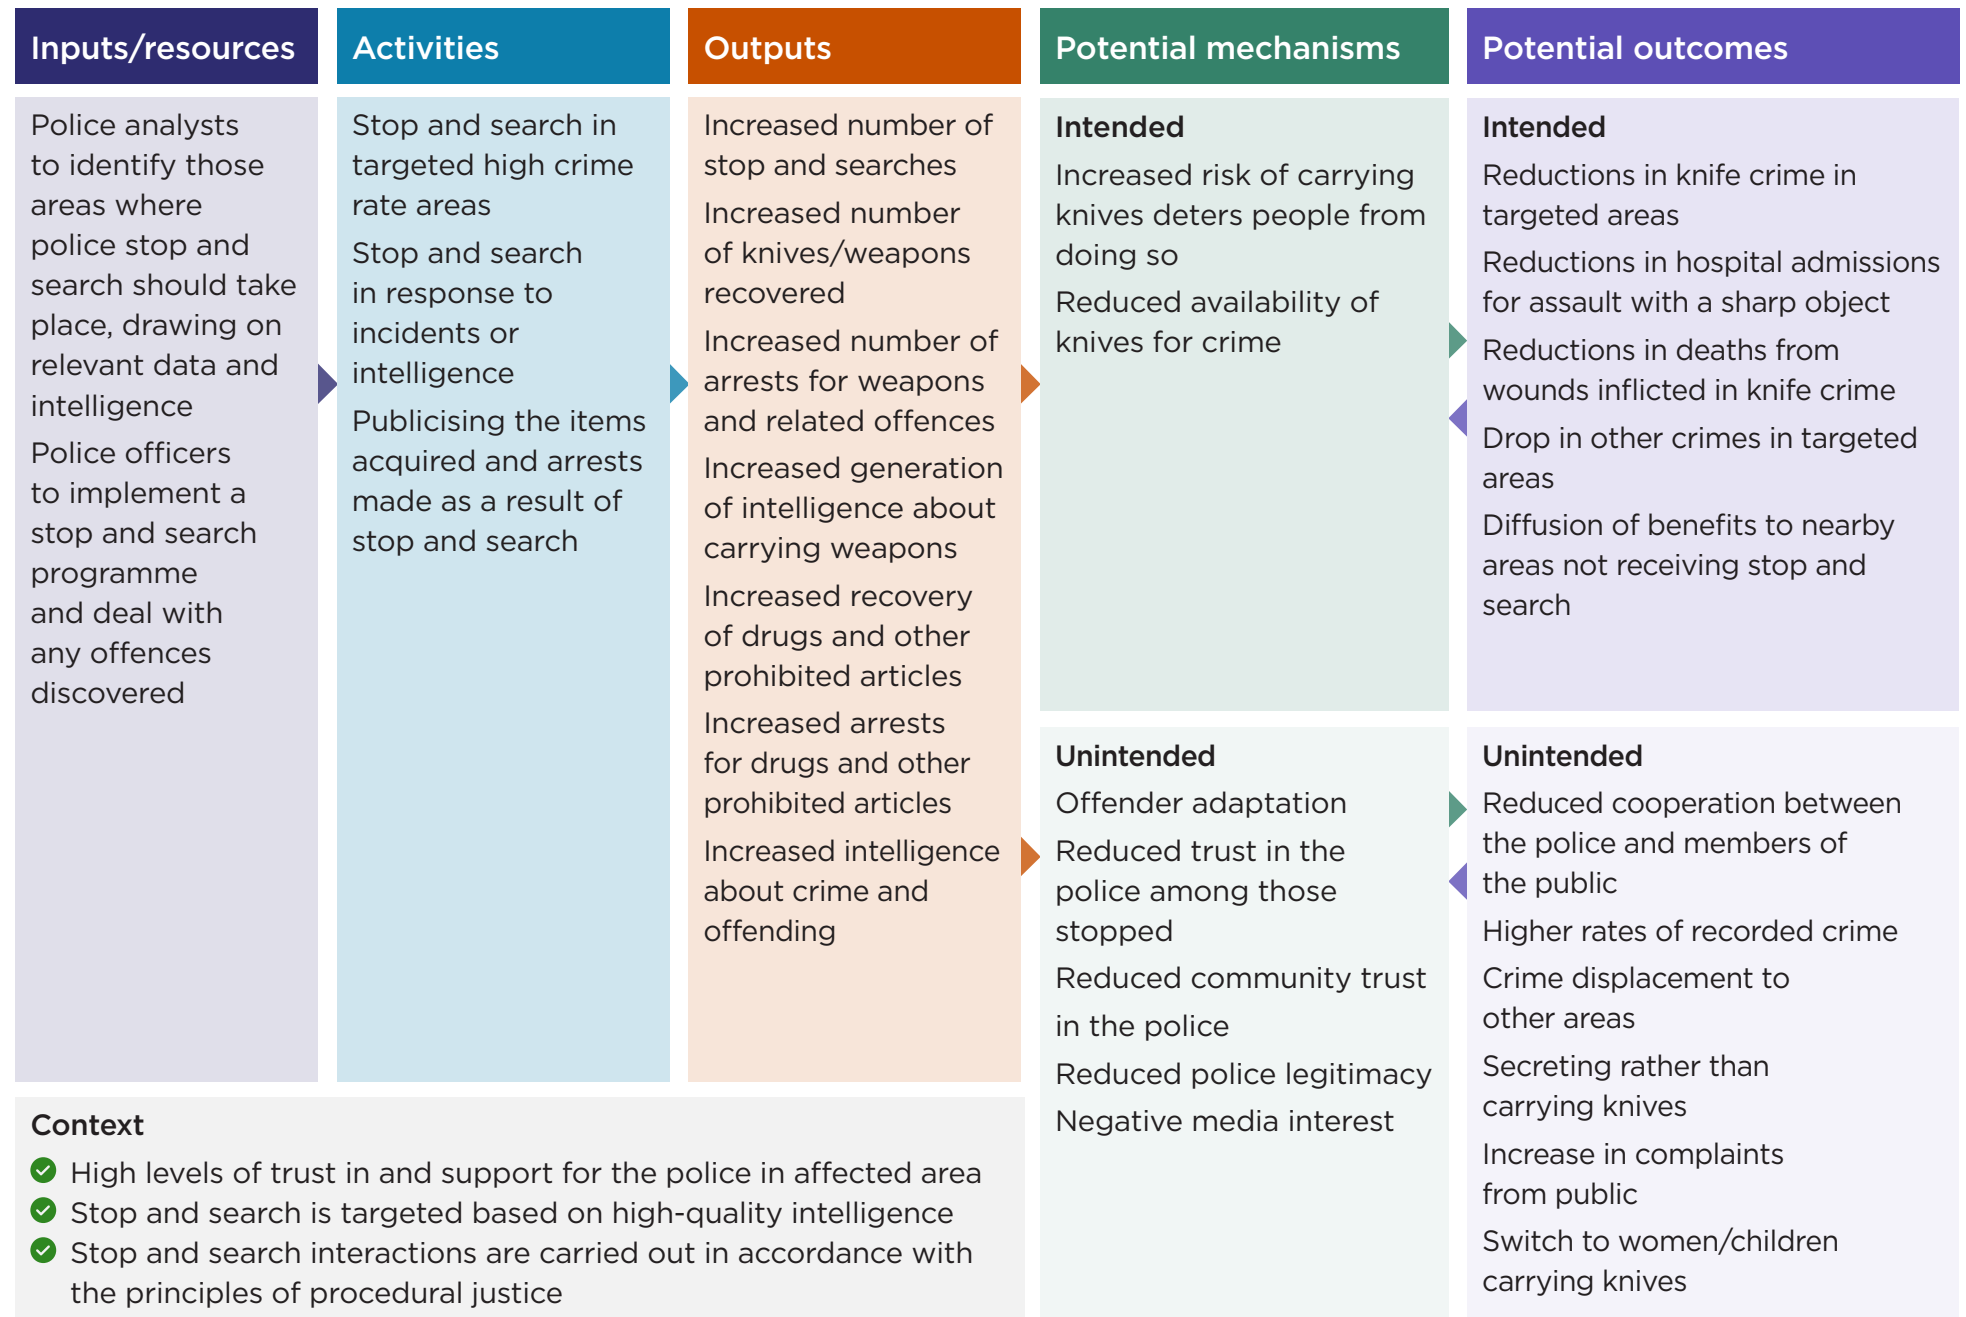 Inputs/resources
Police analysts
to identify those
areas where
police stop and
search should take
place, drawing on
relevant data and
intelligence
Police officers
to implement a
stop and search
programme
and deal with
any offences
discovered
Activities
Stop and search in
targeted high crime
rate areas
Stop and search
in response to
incidents or
intelligence
Publicising the items
acquired and arrests
made as a result of
stop and search
Outputs
Increased number of
stop and searches
Increased number
of knives/weapons
recovered
Increased number of
arrests for weapons
and related offences
Increased generation
of intelligence about
carrying weapons
Increased recovery
of drugs and other
prohibited articles
Increased arrests
for drugs and other
prohibited articles
Increased intelligence
about crime and
offending
Potential mechanisms
Intended
Increased risk of carrying
knives deters people from
doing so
Reduced availability of
knives for crime
Unintended
Offender adaptation
Reduced trust in the
police among those
stopped
Reduced community trust
in the police
Reduced police legitimacy
Negative media interest
Potential outcomes
Intended
Reductions in knife crime in
targeted areas
Reductions in hospital admissions
for assault with a sharp object
Reductions in deaths from
wounds inflicted in knife crime
Drop in other crimes in targeted
areas
Diffusion of benefits to nearby
areas not receiving stop and
search
Unintended
Reduced cooperation between
the police and members of
the public
Higher rates of recorded crime
Crime displacement to
other areas
Secreting rather than
carrying knives
Increase in complaints
from public
Switch to women/children
carrying knives
Context
High levels of trust in and support for the police in affected area
Stop and search is targeted based on high-quality intelligence
Stop and search interactions are carried out in accordance with
the principles of procedural justice